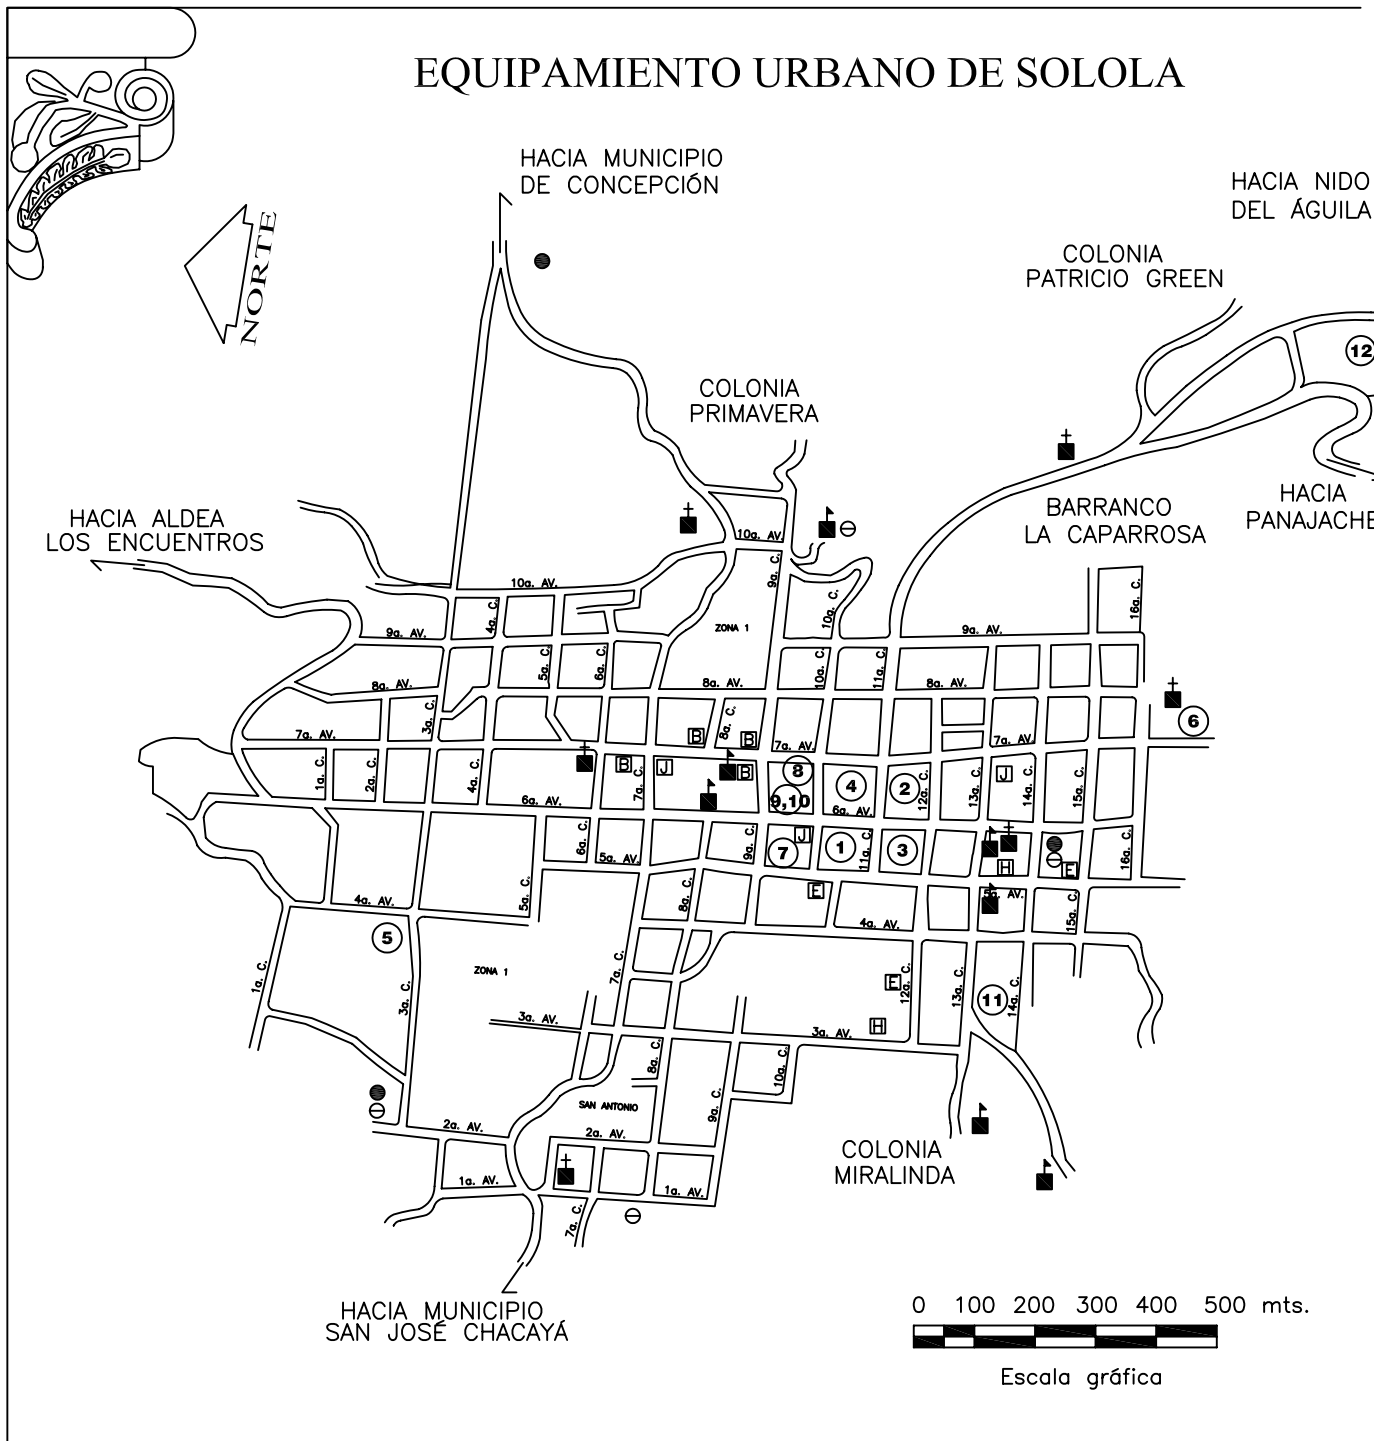 EQUIPAMIENTO URBANO DE SOLOLA
HACIA MUNICIPIO
DE CONCEPCIÓN
HACIA NIDO
DEL ÁGUILA
NORTE
COLONIA
PATRICIO GREEN
12
COLONIA
PRIMAVERA
HACIA ALDEA
LOS ENCUENTROS
BARRANCO
LA CAPARROSA
HACIA
PANAJACHE
10a. AV.
9a. C.
10a. AV.
4a. C.
10a. C.
16a. C.
ZONA 1
9a. AV.
9a. AV.
5a. C.
6a. C.
10a. C.
11a. C.
8a. AV.
8a. AV.
8a. AV.
3a. C.
8a. C.
6
7a. AV.
B
B
7a. AV.
7a. AV.
1a. C.
2a. C.
4a. C.
B
7a. C.
J
B
8
4
2
12a. C.
13a. C.
J
14a. C.
15a. C.
6a. AV.
9,10
6a. AV.
6a. C.
5a. AV.
9a. C.
J
7
1
11a. C.
3
H
E
16a. C.
5a. C.
8a. C.
E
5a. AV.
4a. AV.
4a. AV.
15a. C.
5
ZONA 1
1a. C.
3a. C.
7a. C.
E
12a. C.
13a. C.
11
14a. C.
3a. AV.
H
3a. AV.
8a. C.
10a. C.
SAN ANTONIO
9a. C.
2a. AV.
2a. AV.
COLONIA
MIRALINDA
1a. AV.
1a. AV.
7a. C.
HACIA MUNICIPIO
SAN JOSÉ CHACAYÁ
0 100 200 300 400 500 mts.
Escala gráfica